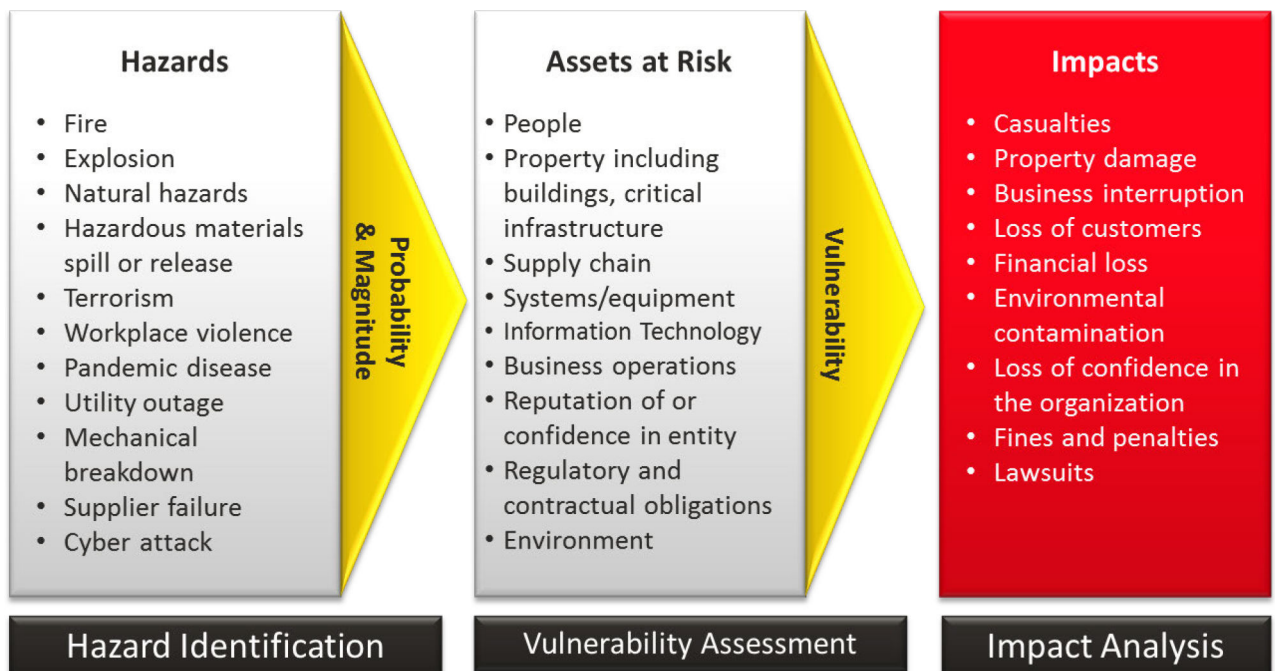 Hazards
• Fire
• Explosion
• Natural hazards
• Hazardous materials
spill or release
• Terrorism
• Workplace violence
• Pandemic disease
• Utility outage
• Mechanical
breakdown
• Supplier failure
• Cyber attack
Probability
& Magnitude
Assets at Risk
• People
• Property including
buildings, critical
infrastructure
• Supply chain
• Systems/equipment
• Information Technology
• Business operations
• Reputation of or
confidence in entity
• Regulatory and
contractual obligations
• Environment
Vulnerability
Impacts
• Casualties
• Property damage
• Business interruption
• Loss of customers
• Financial loss
• Environmental
contamination
• Loss of confidence in
the organization
• Fines and penalties
• Lawsuits
Hazard Identification
Vulnerability Assessment
Impact Analysis